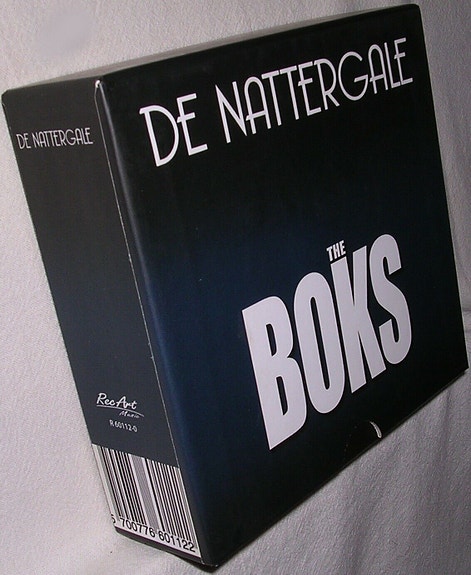 DE NATTERGALE
DE NATTERGALE
THE
BOKS
RecArt
Music
R 60112-0
5 700776 601122